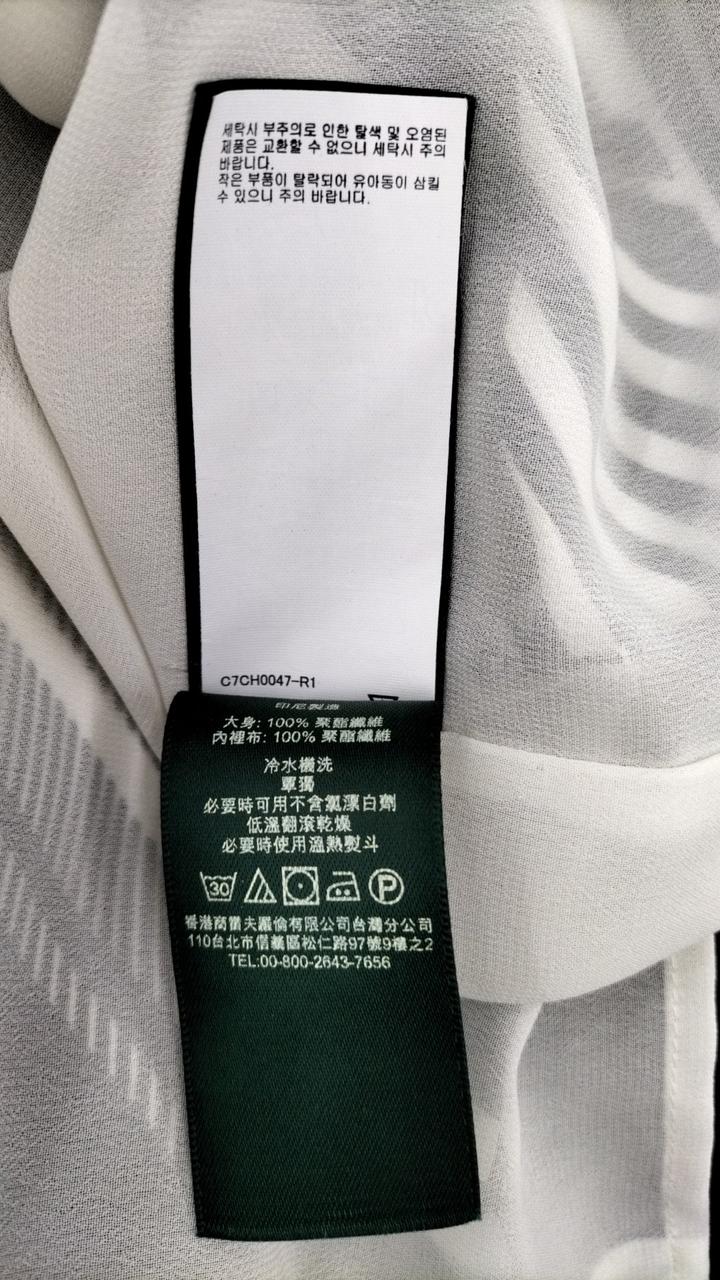 세탁시 부주의로 인한 탈색 및 오염된
제품은 교환할 수 없으니 세탁시 주의
바랍니다.
작은 부품이 탈락되어 유아동이 삼킬
수 있으니 주의 바랍니다.
C7CH0047-R1
印尼製造
大身: 100% 聚酯纖維
內裡布: 100% 聚酯纖維
冷水機洗
單獨
必要時可用不含氯漂白劑
低溫翻滾乾燥
必要時使用溫熱熨斗
30 P
香港商雷夫羅倫有限公司台灣分公司
110台北市信義區松仁路97號9樓之2
TEL:00-800-2643-7656